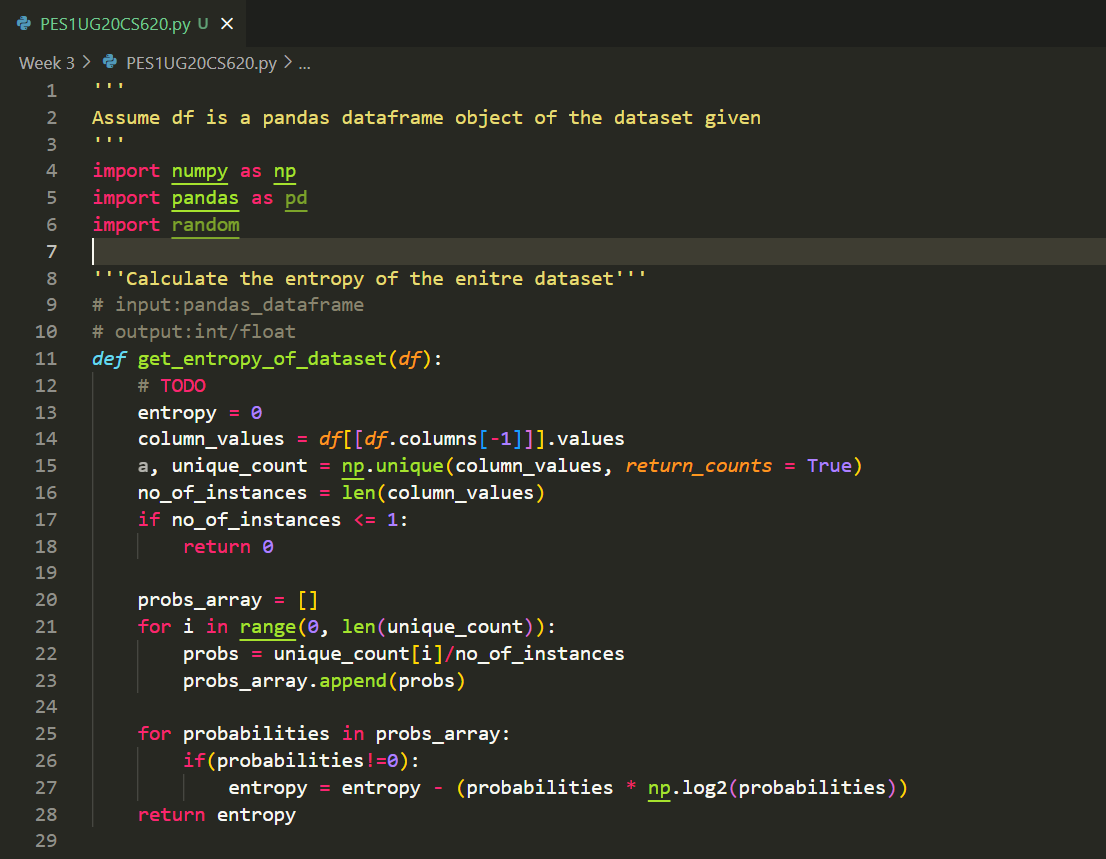 PES1UG20CS620.py U ×
Week 3 > PES1UG20CS620.py > ...
1 '''
2 Assume df is a pandas dataframe object of the dataset given
3 '''
4 import numpy as np
5 import pandas as pd
6 import random
7
8 '''Calculate the entropy of the enitre dataset'''
9 # input:pandas_dataframe
10 # output:int/float
11 def get_entropy_of_dataset(df):
12     # TODO
13     entropy = 0
14     column_values = df[[df.columns[-1]]].values
15     a, unique_count = np.unique(column_values, return_counts = True)
16     no_of_instances = len(column_values)
17     if no_of_instances <= 1:
18         return 0
19
20     probs_array = []
21     for i in range(0, len(unique_count)):
22         probs = unique_count[i]/no_of_instances
23         probs_array.append(probs)
24
25     for probabilities in probs_array:
26         if(probabilities!=0):
27             entropy = entropy - (probabilities * np.log2(probabilities))
28     return entropy
29